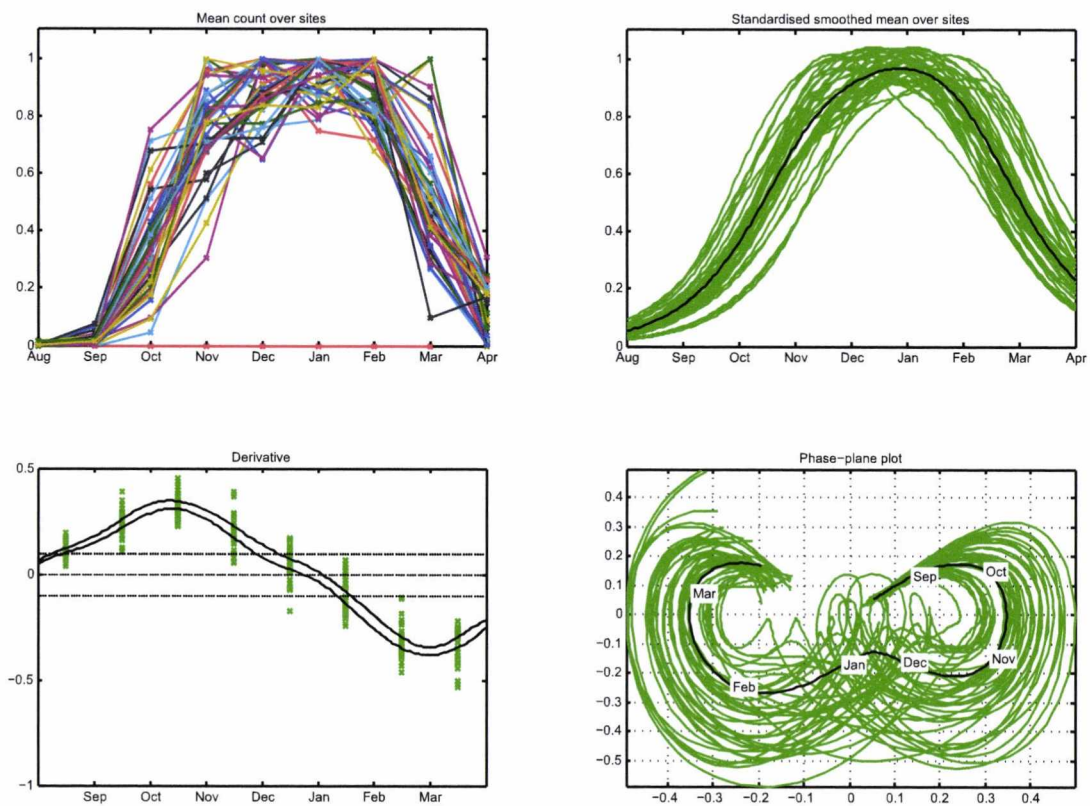 Mean count over sites
1
0.8
0.6
0.4
0.2
0
Aug Sep Oct Nov Dec Jan Feb Mar Apr
Standardised smoothed mean over sites
1
0.8
0.6
0.4
0.2
0
Aug Sep Oct Nov Dec Jan Feb Mar Apr
Derivative
0.5
0
−0.5
−1
Sep Oct Nov Dec Jan Feb Mar
Phase−plane plot
0.4
0.3
0.2
0.1
0
−0.1
−0.2
−0.3
−0.4
−0.5
Sep
Oct
Mar
Jan
Dec
Nov
Feb
−0.4 −0.3 −0.2 −0.1 0 0.1 0.2 0.3 0.4